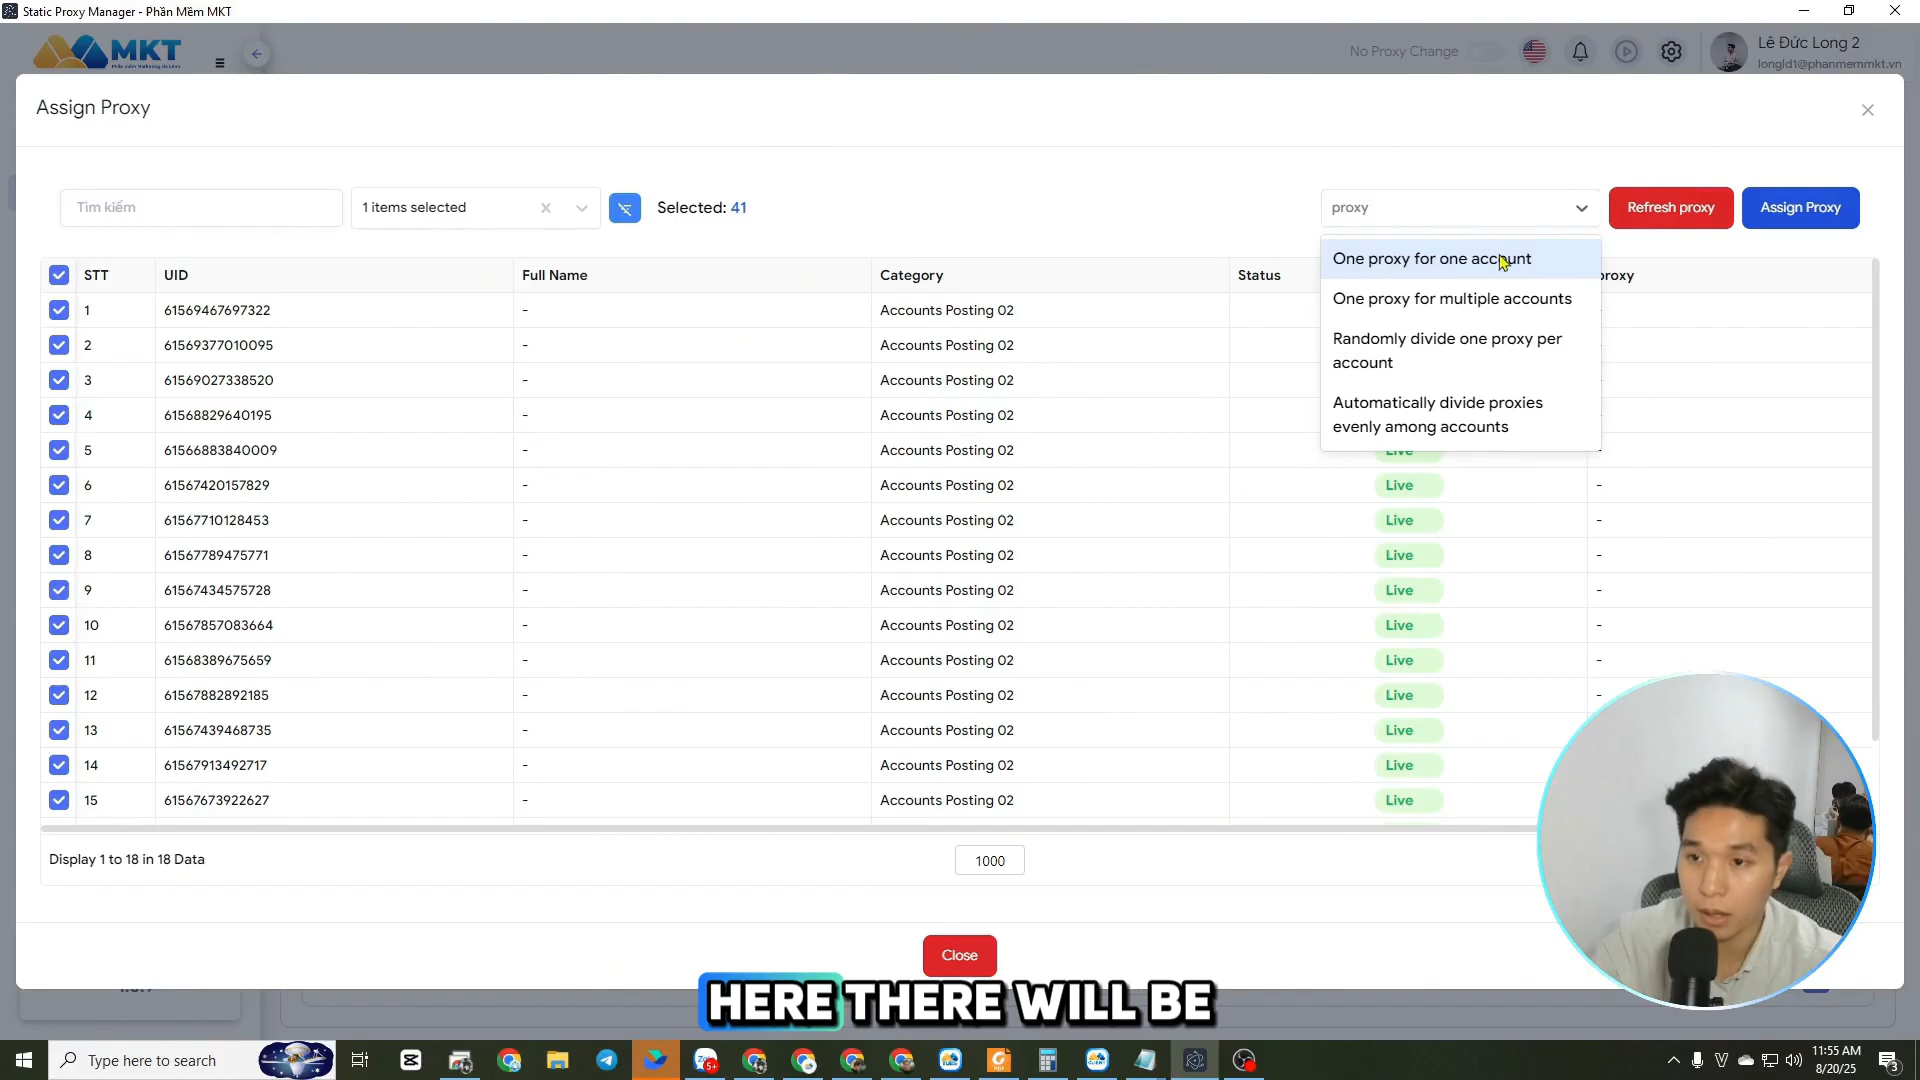 Static Proxy Manager - Phần Mềm MKT
MKT
No Proxy Change
Lê Đức Long 2
longld1@phanmemmkt.vn
Assign Proxy
Tìm kiếm
1 items selected
Selected: 41
proxy
Refresh proxy
Assign Proxy
One proxy for one account
One proxy for multiple accounts
Randomly divide one proxy per
account
Automatically divide proxies
evenly among accounts
STT UID Full Name Category Status proxy
1 61569467697322 - Accounts Posting 02 -
2 61569377010095 - Accounts Posting 02
3 61569027338520 - Accounts Posting 02 -
4 61568829640195 - Accounts Posting 02 -
5 61566883840009 - Accounts Posting 02 Live -
6 61567420157829 - Accounts Posting 02 Live -
7 61567710128453 - Accounts Posting 02 Live -
8 61567789475771 - Accounts Posting 02 Live -
9 61567434575728 - Accounts Posting 02 Live -
10 61567857083664 - Accounts Posting 02 Live -
11 61568389675659 - Accounts Posting 02 Live -
12 61567882892185 - Accounts Posting 02 Live -
13 61567439468735 - Accounts Posting 02 Live
14 61567913492717 - Accounts Posting 02 Live
15 61567673922627 - Accounts Posting 02 Live
Display 1 to 18 in 18 Data
1000
Close
HERE THERE WILL BE
Type here to search
11:55 AM
8/20/25